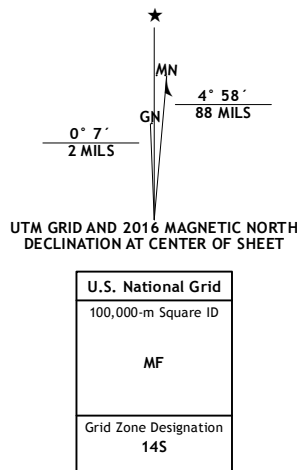 ★
MN
GN
4° 58´
88 MILS
0° 7´
2 MILS
UTM GRID AND 2016 MAGNETIC NORTH
DECLINATION AT CENTER OF SHEET
U.S. National Grid
100,000-m Square ID
MF
Grid Zone Designation
14S